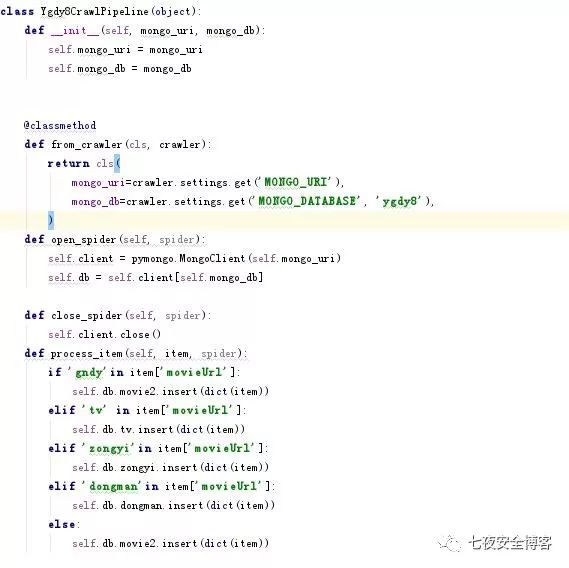 class Ygdy8CrawlPipeline(object):
    def __init__(self, mongo_uri, mongo_db):
        self.mongo_uri = mongo_uri
        self.mongo_db = mongo_db
    @classmethod
    def from_crawler(cls, crawler):
        return cls(
            mongo_uri=crawler.settings.get('MONGO_URI'),
            mongo_db=crawler.settings.get('MONGO_DATABASE', 'ygdy8'),
        )
    def open_spider(self, spider):
        self.client = pymongo.MongoClient(self.mongo_uri)
        self.db = self.client[self.mongo_db]
    def close_spider(self, spider):
        self.client.close()
    def process_item(self, item, spider):
        if 'gndy'in item['movieUrl']:
            self.db.movie2.insert(dict(item))
        elif 'tv' in item['movieUrl']:
            self.db.tv.insert(dict(item))
        elif 'zongyi'in item['movieUrl']:
            self.db.zongyi.insert(dict(item))
        elif 'dongman'in item['movieUrl']:
            self.db.dongman.insert(dict(item))
        else:
            self.db.movie2.insert(dict(item))
七夜安全博客